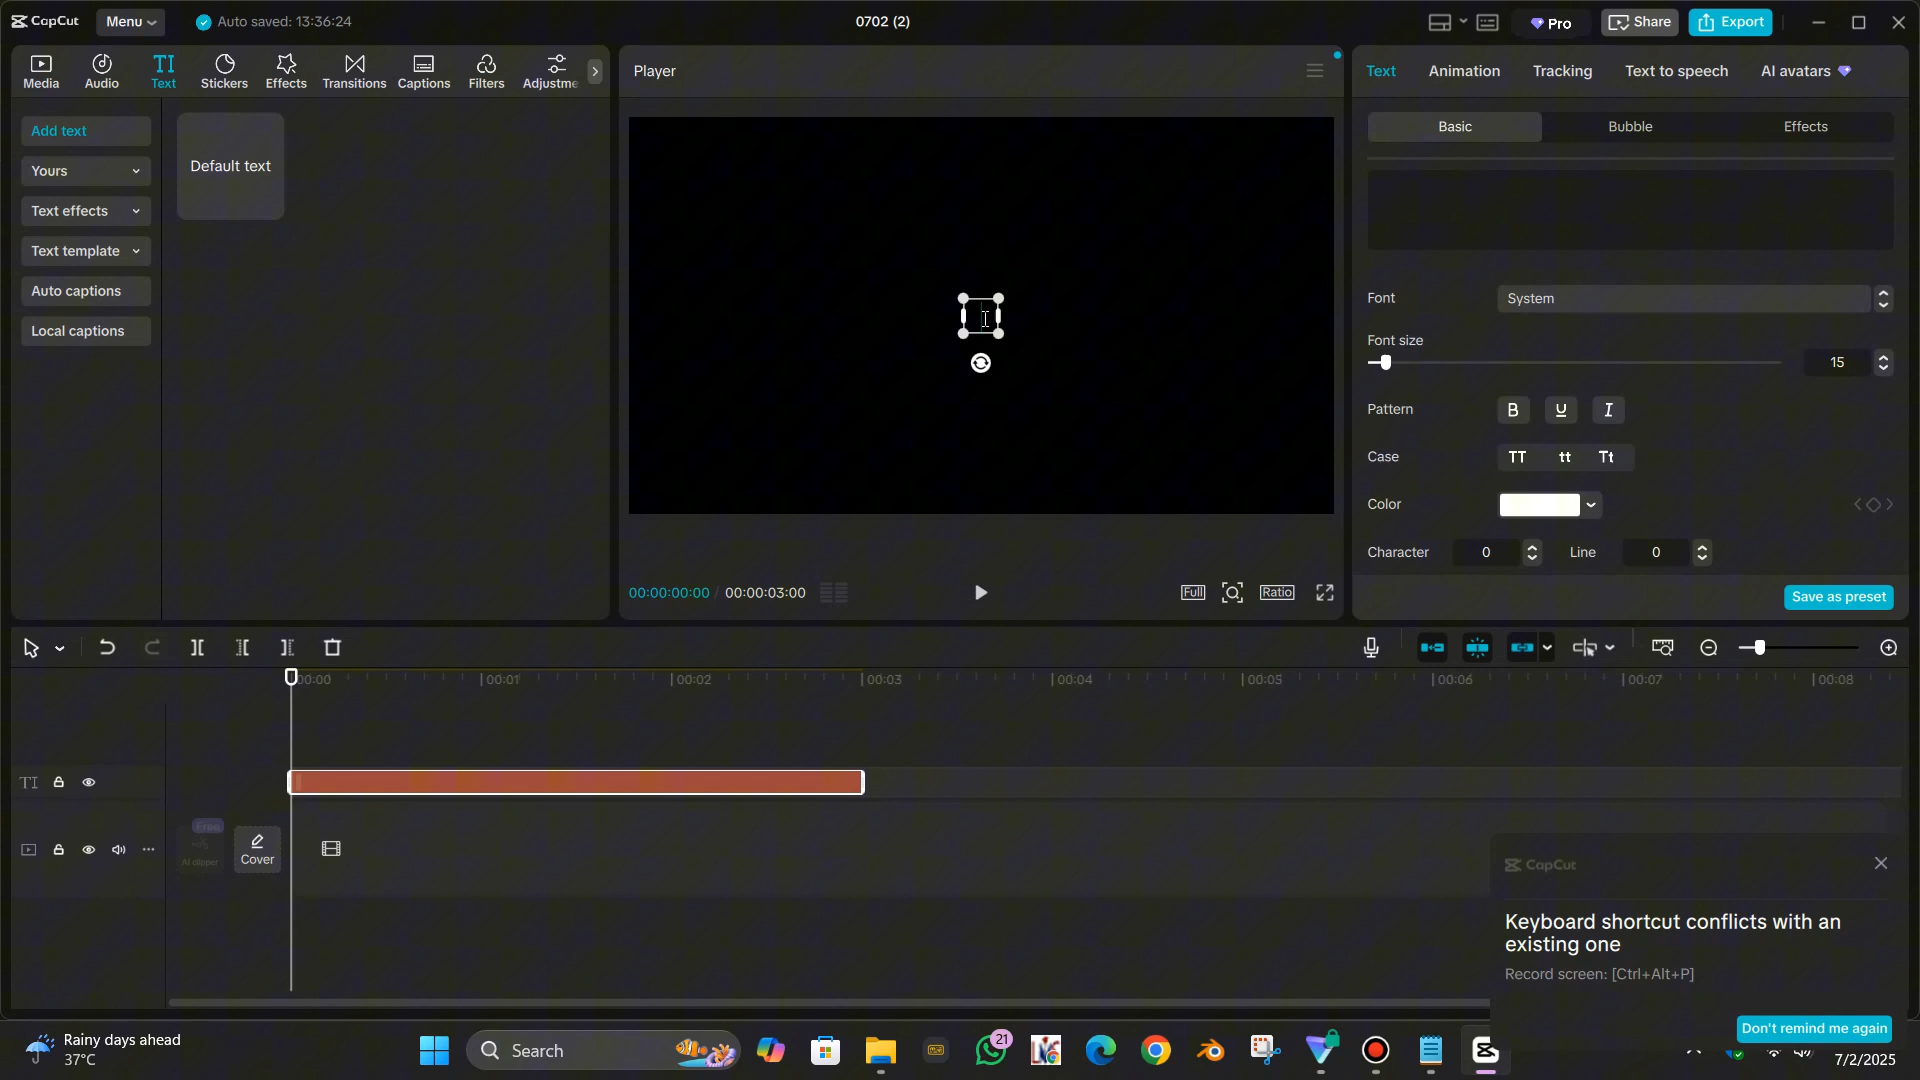 CapCut
Menu
Auto saved: 13:36:24
0702 (2)
Pro
Share
Export
Media
Audio
TI
Text
Stickers
Effects
Transitions
Captions
Filters
Adjustme
Player
Text
Animation
Tracking
Text to speech
AI avatars
Add text
Yours
Text effects
Text template
Auto captions
Local captions
Default text
Basic
Bubble
Effects
Font
System
Font size
15
Pattern
B
U
I
Case
TT
tt
Tt
Color
Character
0
Line
0
Save as preset
00:00:00:00 / 00:00:03:00
Full
Ratio
00:00
00:01
00:02
00:03
00:04
00:05
00:06
00:07
00:08
TI
Free
AI clipper
Cover
CapCut
Keyboard shortcut conflicts with an
existing one
Record screen: [Ctrl+Alt+P]
Don't remind me again
Rainy days ahead
37°C
Search
21
7/2/2025